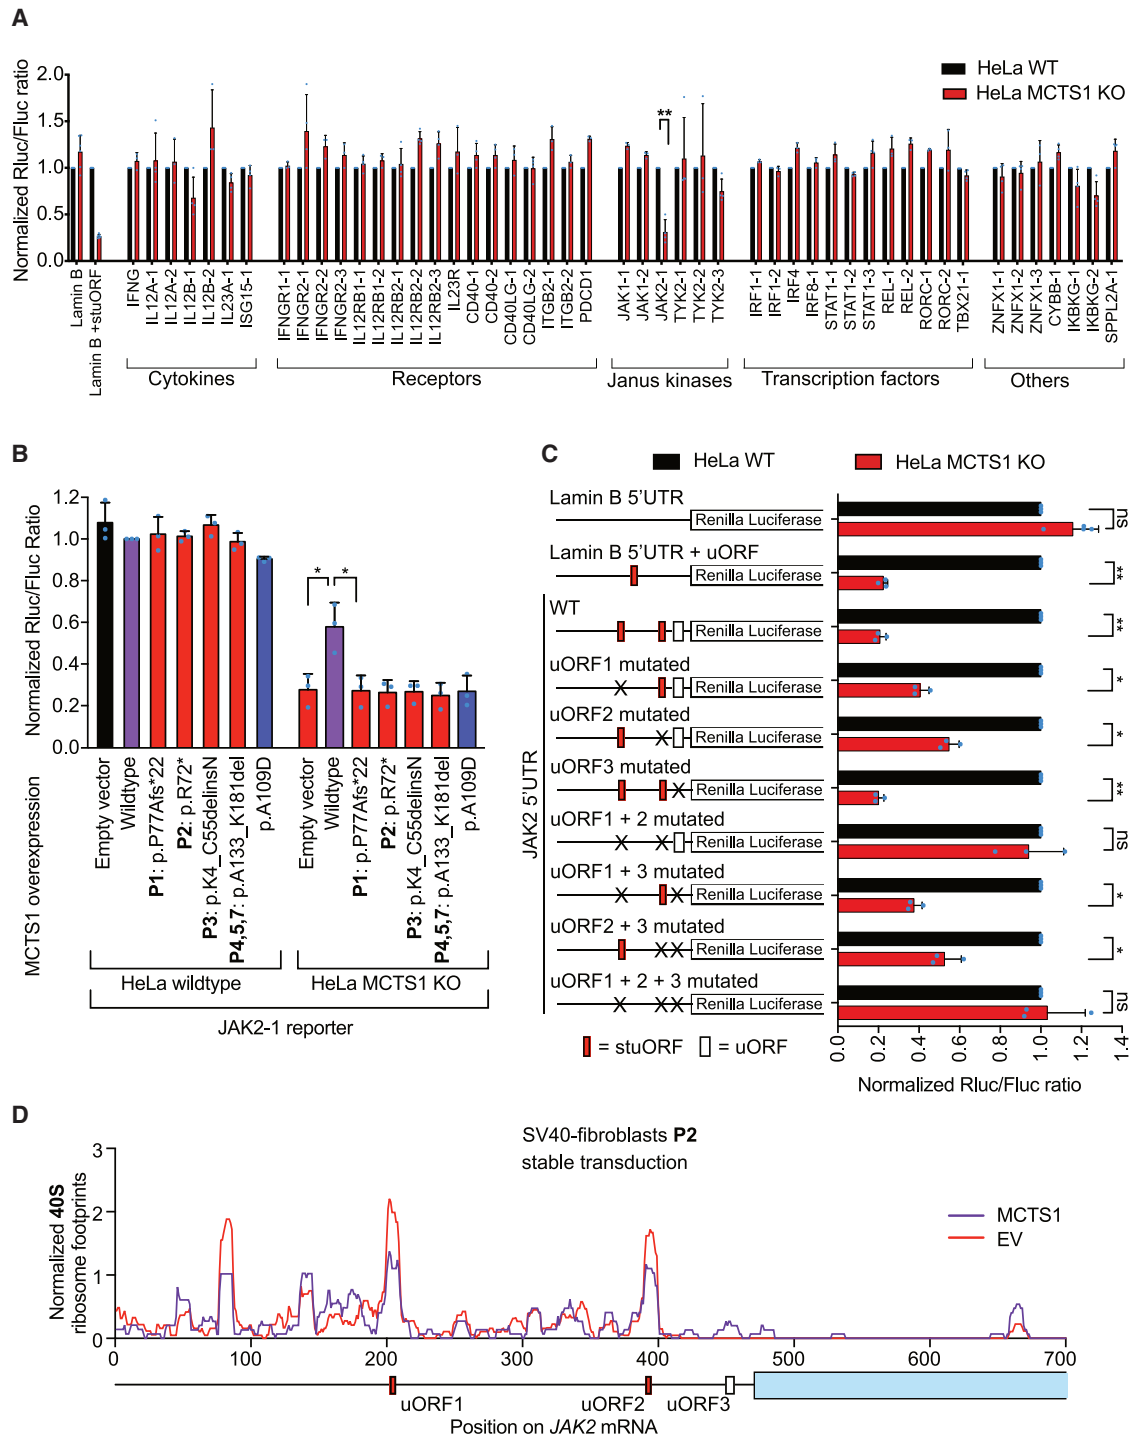 A
Normalized Rluc/Fluc ratio
2.0
1.5
1.0
0.5
0.0
HeLa WT
HeLa MCTS1 KO
**
Lamin B
Lamin B +stuORF
IFNG
IL12A-1
IL12A-2
IL12B-1
IL12B-2
IL23A-1
ISG15-1
IFNGR1-1
IFNGR2-1
IFNGR2-2
IFNGR2-3
IL12RB1-1
IL12RB1-2
IL12RB2-1
IL12RB2-2
IL12RB2-3
IL23R
CD40-1
CD40-2
CD40LG-1
CD40LG-2
ITGB2-1
ITGB2-2
PDCD1
JAK1-1
JAK1-2
JAK2-1
TYK2-1
TYK2-2
TYK2-3
IRF1-1
IRF1-2
IRF4
IRF8-1
STAT1-1
STAT1-2
STAT1-3
REL-1
REL-2
RORC-1
RORC-2
TBX21-1
ZNFX1-1
ZNFX1-2
ZNFX1-3
CYBB-1
IKBKG-1
IKBKG-2
SPPL2A-1
Cytokines
Receptors
Janus kinases
Transcription factors
Others
B
Normalized Rluc/Fluc Ratio
1.2
1.0
0.8
0.6
0.4
0.2
0.0
* *
MCTS1 overexpression
Empty vector
Wildtype
P1: p.P77Afs*22
P2: p.R72*
P3: p.K4_C55delinsN
P4,5,7: p.A133_K181del
p.A109D
Empty vector
Wildtype
P1: p.P77Afs*22
P2: p.R72*
P3: p.K4_C55delinsN
P4,5,7: p.A133_K181del
p.A109D
HeLa wildtype
HeLa MCTS1 KO
JAK2-1 reporter
C
HeLa WT
HeLa MCTS1 KO
Lamin B 5'UTR
Renilla Luciferase
ns
Lamin B 5'UTR + uORF
Renilla Luciferase
**
JAK2 5'UTR
WT
Renilla Luciferase
**
uORF1 mutated
X
Renilla Luciferase
*
uORF2 mutated
X
Renilla Luciferase
*
uORF3 mutated
X
Renilla Luciferase
**
uORF1 + 2 mutated
X X
Renilla Luciferase
ns
uORF1 + 3 mutated
X X
Renilla Luciferase
*
uORF2 + 3 mutated
XX
Renilla Luciferase
*
uORF1 + 2 + 3 mutated
X XX
Renilla Luciferase
ns
= stuORF
= uORF
0.0
0.2
0.4
0.6
0.8
1.0
1.2
1.4
Normalized Rluc/Fluc ratio
D
SV40-fibroblasts P2
stable transduction
Normalized 40S
ribosome footprints
3
2
1
0
MCTS1
EV
0 100 200 300 400 500 600 700
uORF1 uORF2 uORF3
Position on JAK2 mRNA